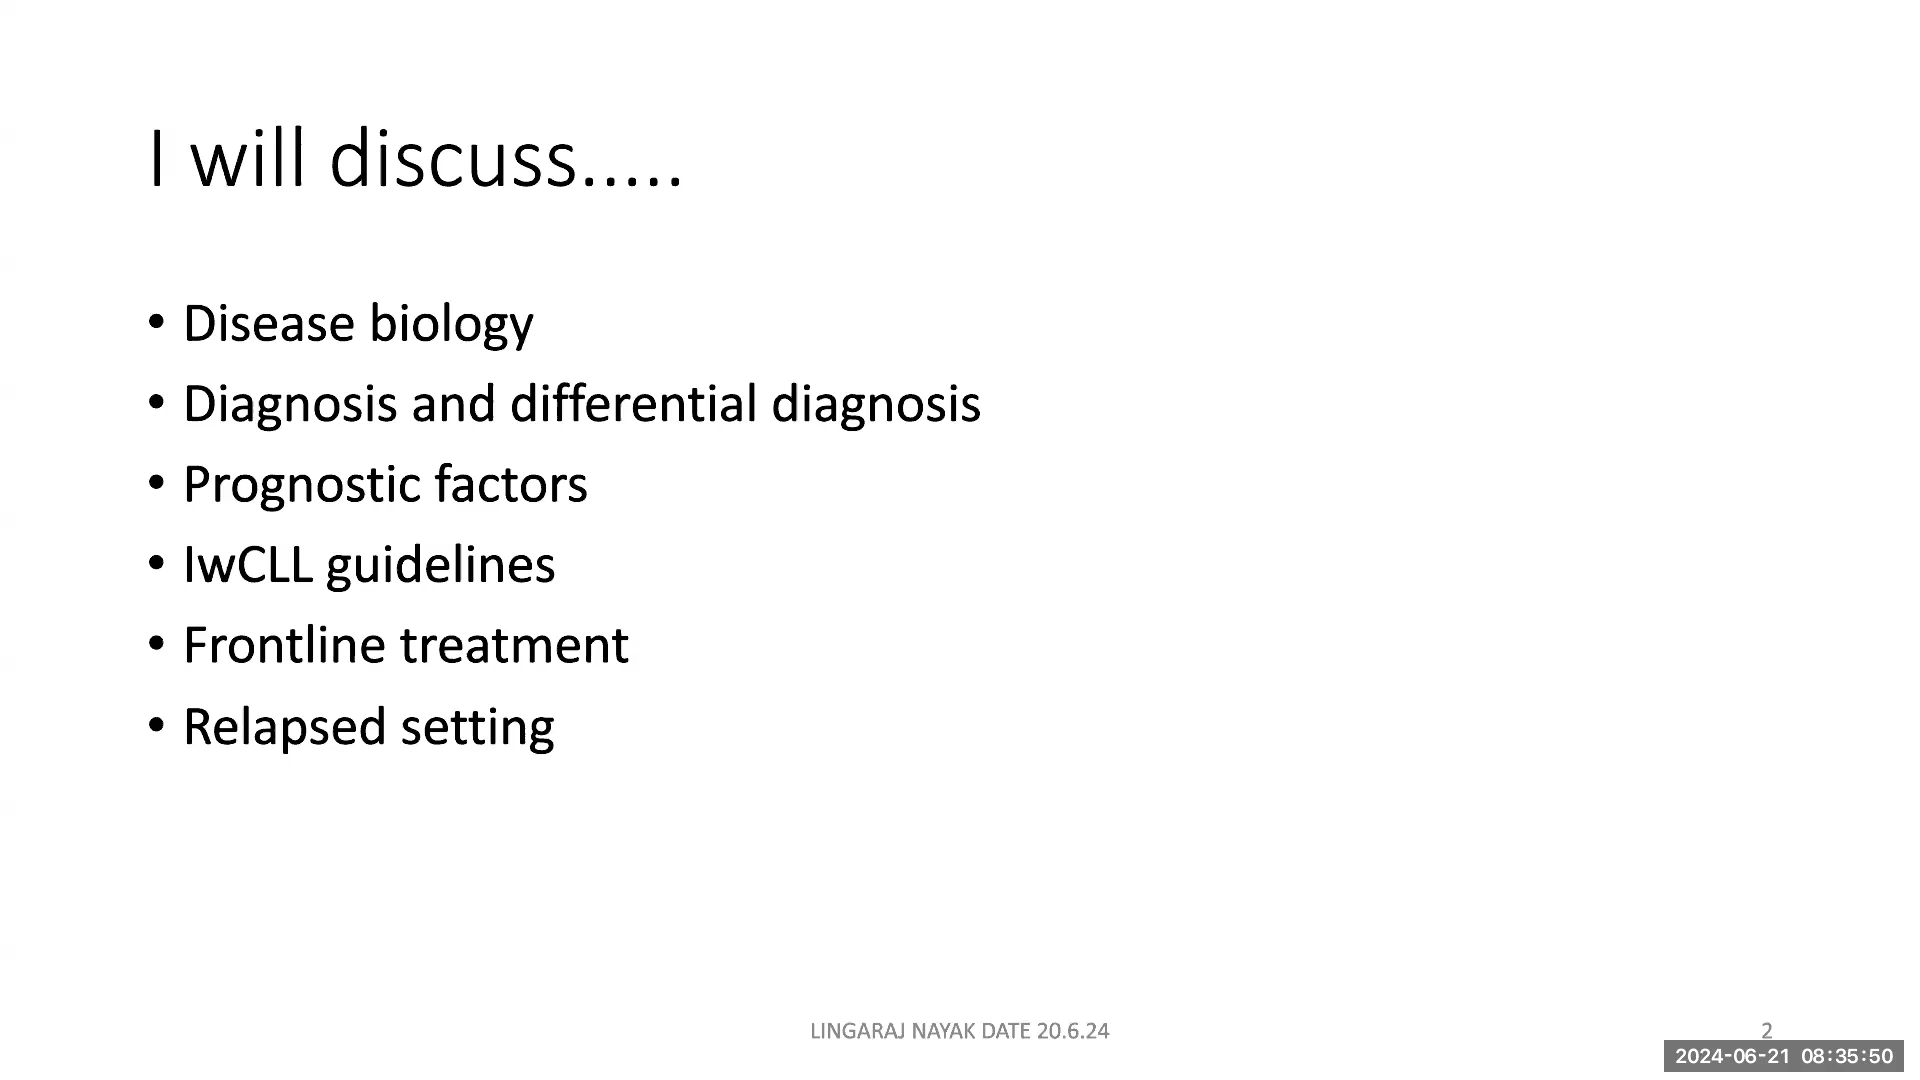 I will discuss.....
• Disease biology
• Diagnosis and differential diagnosis
• Prognostic factors
• IwCLL guidelines
• Frontline treatment
• Relapsed setting
LINGARAJ NAYAK DATE 20.6.24
2
2024-06-21 08:35:50